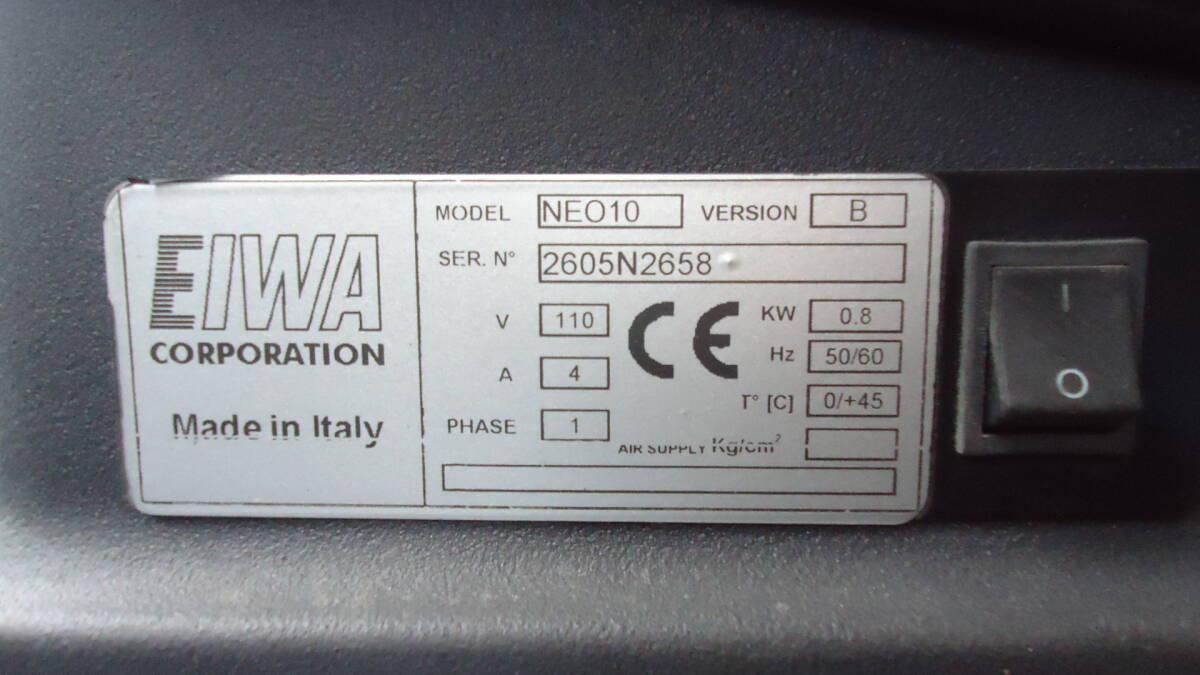 EIWA
CORPORATION
Made in Italy
MODEL NEO10 VERSION B
SER. N° 2605N2658
V 110
A 4
PHASE 1
CE
KW 0.8
Hz 50/60
T° [C] 0/+45
AIR SUPPLY Kg/cm²
I
O